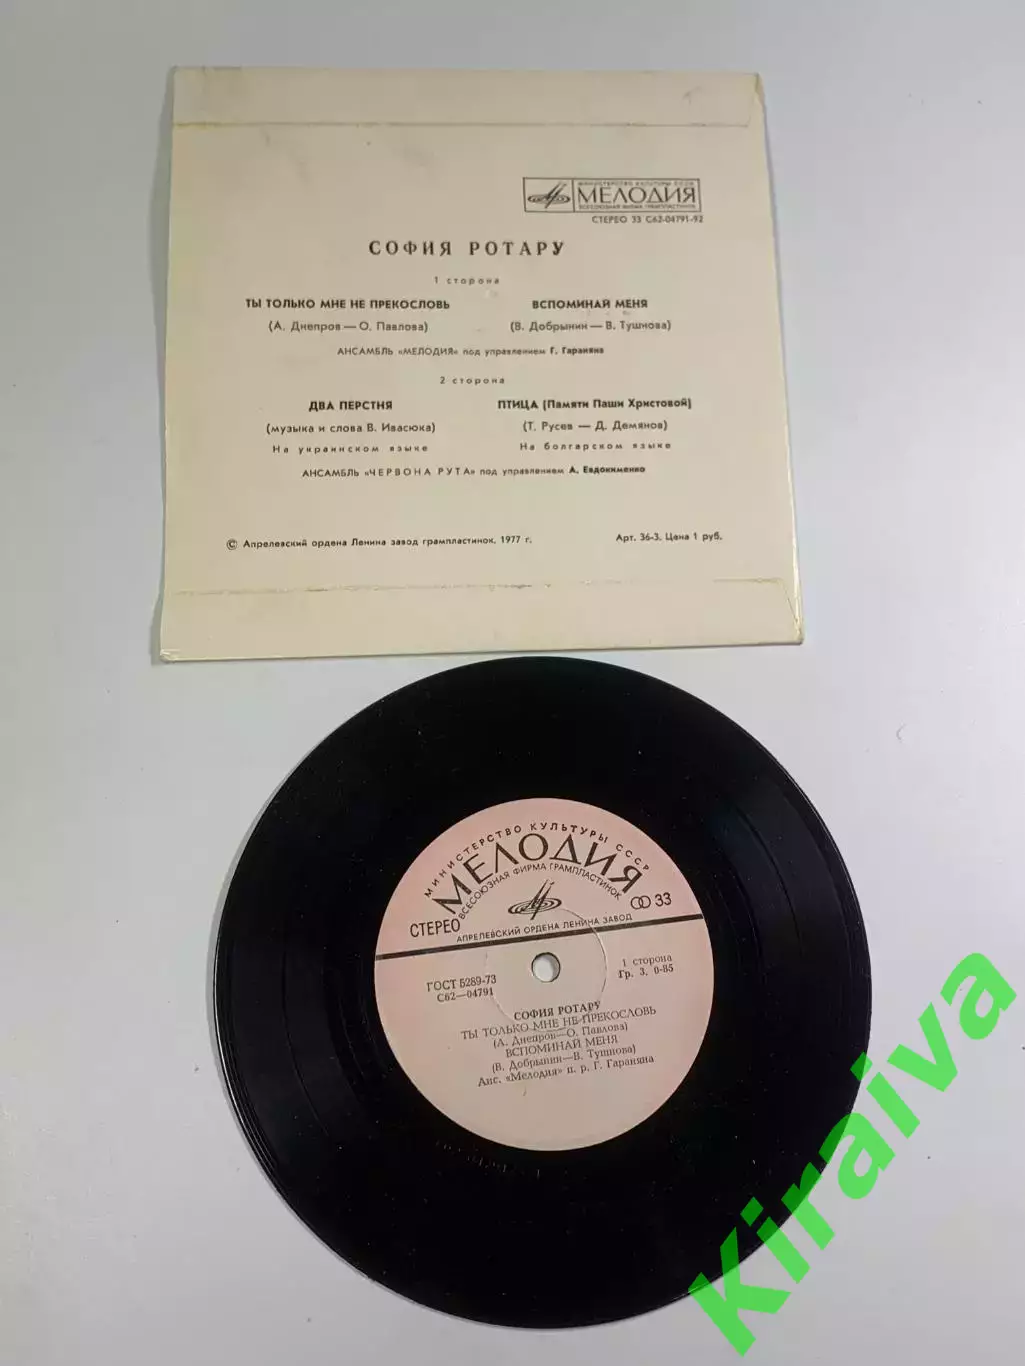 МИНИСТЕРСТВО КУЛЬТУРЫ СССР
МЕЛОДИЯ
ВСЕСОЮЗНАЯ ФИРМА ГРАМПЛАСТИНОК
СТЕРЕО 33 С62-04791-92
СОФИЯ РОТАРУ
1 сторона
ТЫ ТОЛЬКО МНЕ НЕ ПРЕКОСЛОВЬ ВСПОМИНАЙ МЕНЯ
(А. Днепров — О. Павлова) (В. Добрынин — В. Тушнова)
АНСАМБЛЬ «МЕЛОДИЯ» под управлением Г. Гараняна
2 сторона
ДВА ПЕРСТНЯ ПТИЦА (Памяти Паши Христовой)
(музыка и слова В. Ивасюка) (Т. Русев — Д. Демянов)
На украинском языке На болгарском языке
АНСАМБЛЬ «ЧЕРВОНА РУТА» под управлением А. Евдокименко
© Апрелевский ордена Ленина завод грампластинок, 1977 г. Арт. 36-3. Цена 1 руб.
МИНИСТЕРСТВО КУЛЬТУРЫ СССР
МЕЛОДИЯ
ВСЕСОЮЗНАЯ ФИРМА ГРАМПЛАСТИНОК
СТЕРЕО 33
АПРЕЛЕВСКИЙ ОРДЕНА ЛЕНИНА ЗАВОД
ГОСТ 5289-73 1 сторона
С62—04791 Гр. 3. 0-85
СОФИЯ РОТАРУ
ТЫ ТОЛЬКО МНЕ НЕ ПРЕКОСЛОВЬ
(А. Днепров—О. Павлова)
ВСПОМИНАЙ МЕНЯ
(В. Добрынин—В. Тушнова)
Анс. «Мелодия» п. р. Г. Гараняна
Kiraiva